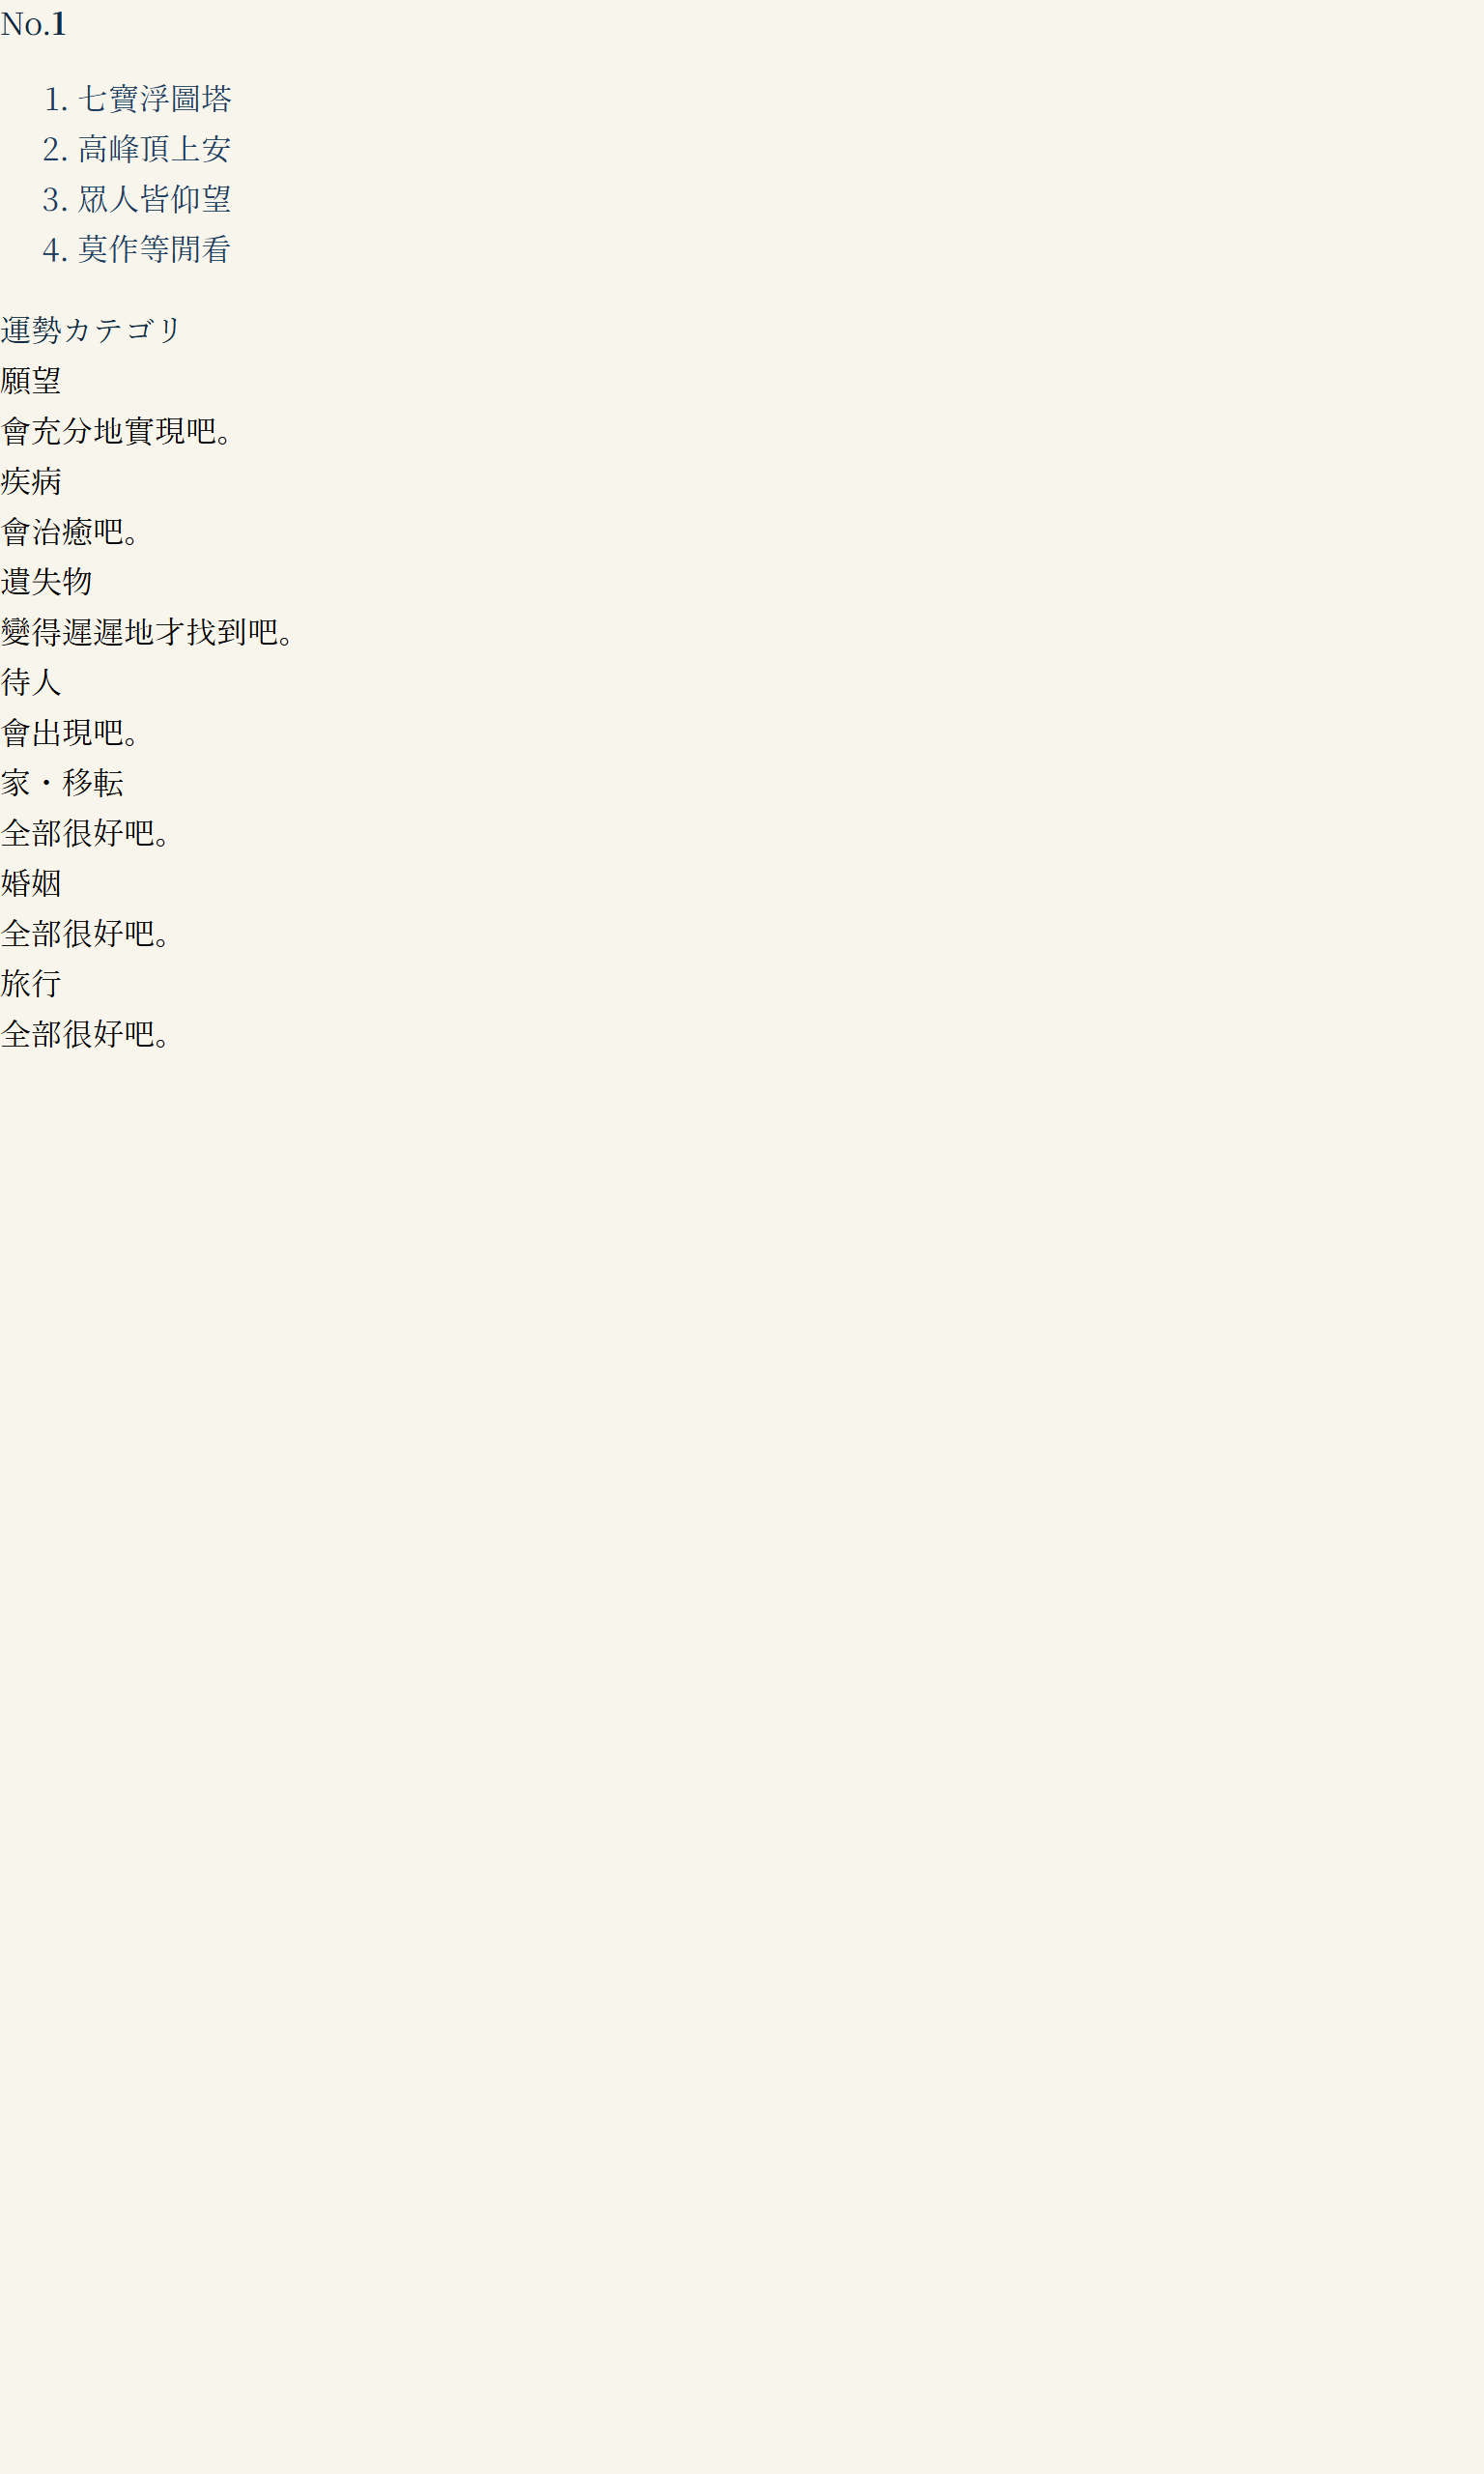 No.1
1. 七寶浮圖塔
2. 高峰頂上安
3. 眾人皆仰望
4. 莫作等閒看
運勢カテゴリ
願望
會充分地實現吧。
疾病
會治癒吧。
遺失物
變得遲遲地才找到吧。
待人
會出現吧。
家・移転
全部很好吧。
婚姻
全部很好吧。
旅行
全部很好吧。